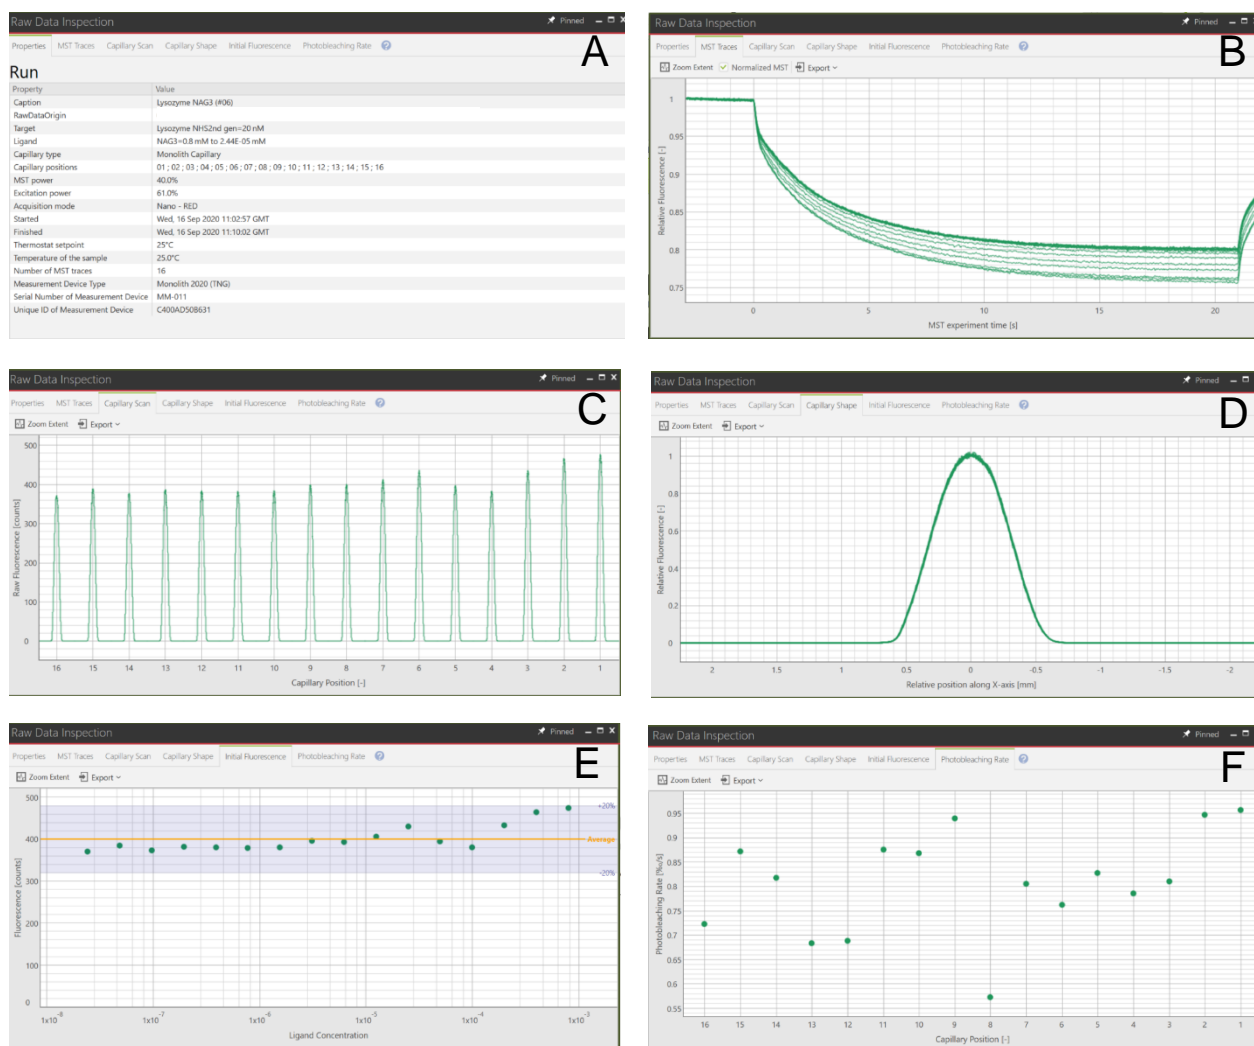 Raw Data Inspection
Pinned
A
Properties MST Traces Capillary Scan Capillary Shape Initial Fluorescence Photobleaching Rate ?
Run
Property Value
Caption Lysozyme NAG3 (#06)
RawDataOrigin
Target Lysozyme NHS2nd gen=20 nM
Ligand NAG3=0.8 mM to 2.44E-05 mM
Capillary type Monolith Capillary
Capillary positions 01 ; 02 ; 03 ; 04 ; 05 ; 06 ; 07 ; 08 ; 09 ; 10 ; 11 ; 12 ; 13 ; 14 ; 15 ; 16
MST power 40.0%
Excitation power 61.0%
Acquisition mode Nano - RED
Started Wed, 16 Sep 2020 11:02:57 GMT
Finished Wed, 16 Sep 2020 11:10:02 GMT
Thermostat setpoint 25°C
Temperature of the sample 25.0°C
Number of MST traces 16
Measurement Device Type Monolith 2020 (TNG)
Serial Number of Measurement Device MM-011
Unique ID of Measurement Device C400AD508631
Raw Data Inspection
Pinned
B
Properties MST Traces Capillary Scan Capillary Shape Initial Fluorescence Photobleaching Rate ?
Zoom Extent Normalized MST Export
Relative Fluorescence [-]
1
0.95
0.9
0.85
0.8
0.75
0 5 10 15 20
MST experiment time [s]
Raw Data Inspection
Pinned
C
Properties MST Traces Capillary Scan Capillary Shape Initial Fluorescence Photobleaching Rate ?
Zoom Extent Export
Raw Fluorescence [counts]
500
400
300
200
100
0
16 15 14 13 12 11 10 9 8 7 6 5 4 3 2 1
Capillary Position [-]
Raw Data Inspection
Pinned
D
Properties MST Traces Capillary Scan Capillary Shape Initial Fluorescence Photobleaching Rate ?
Zoom Extent Export
Relative Fluorescence [-]
1
0.8
0.6
0.4
0.2
0
2 1.5 1 0.5 0 -0.5 -1 -1.5 -2
Relative position along X-axis [mm]
Raw Data Inspection
Pinned
E
Properties MST Traces Capillary Scan Capillary Shape Initial Fluorescence Photobleaching Rate ?
Zoom Extent Export
Fluorescence [counts]
500
400
300
200
100
0
+20%
Average
-20%
1x10-8 1x10-7 1x10-6 1x10-5 1x10-4 1x10-3
Ligand Concentration
Raw Data Inspection
Pinned
F
Properties MST Traces Capillary Scan Capillary Shape Initial Fluorescence Photobleaching Rate ?
Zoom Extent Export
Photobleaching Rate [‰/s]
0.95
0.9
0.85
0.8
0.75
0.7
0.65
0.6
0.55
16 15 14 13 12 11 10 9 8 7 6 5 4 3 2 1
Capillary Position [-]